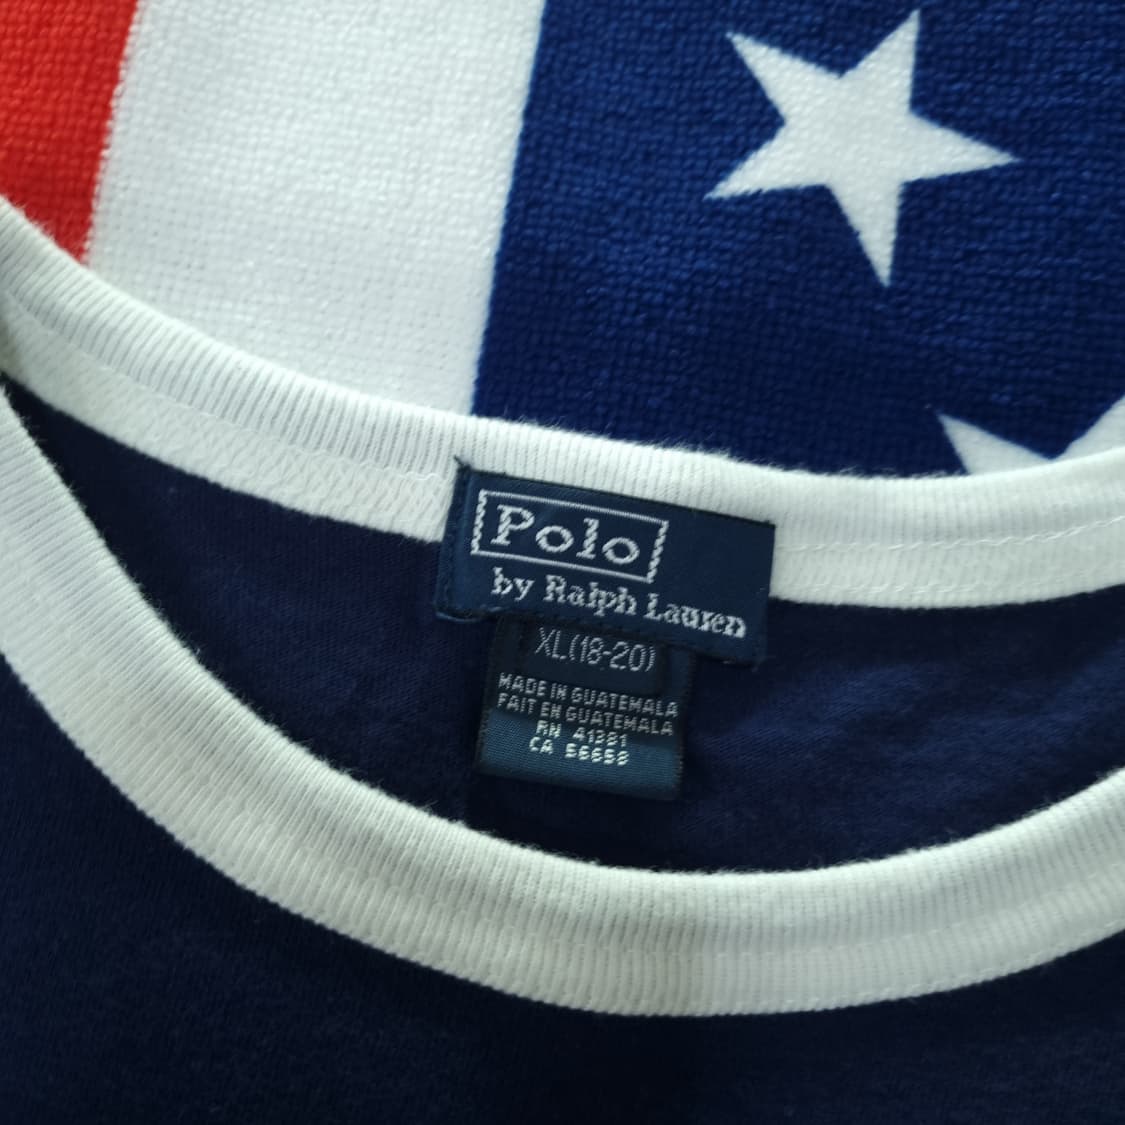 Polo
by Ralph Lauren
XL(18-20)
MADE IN GUATEMALA
FAIT EN GUATEMALA
RN 41381
CA 56658